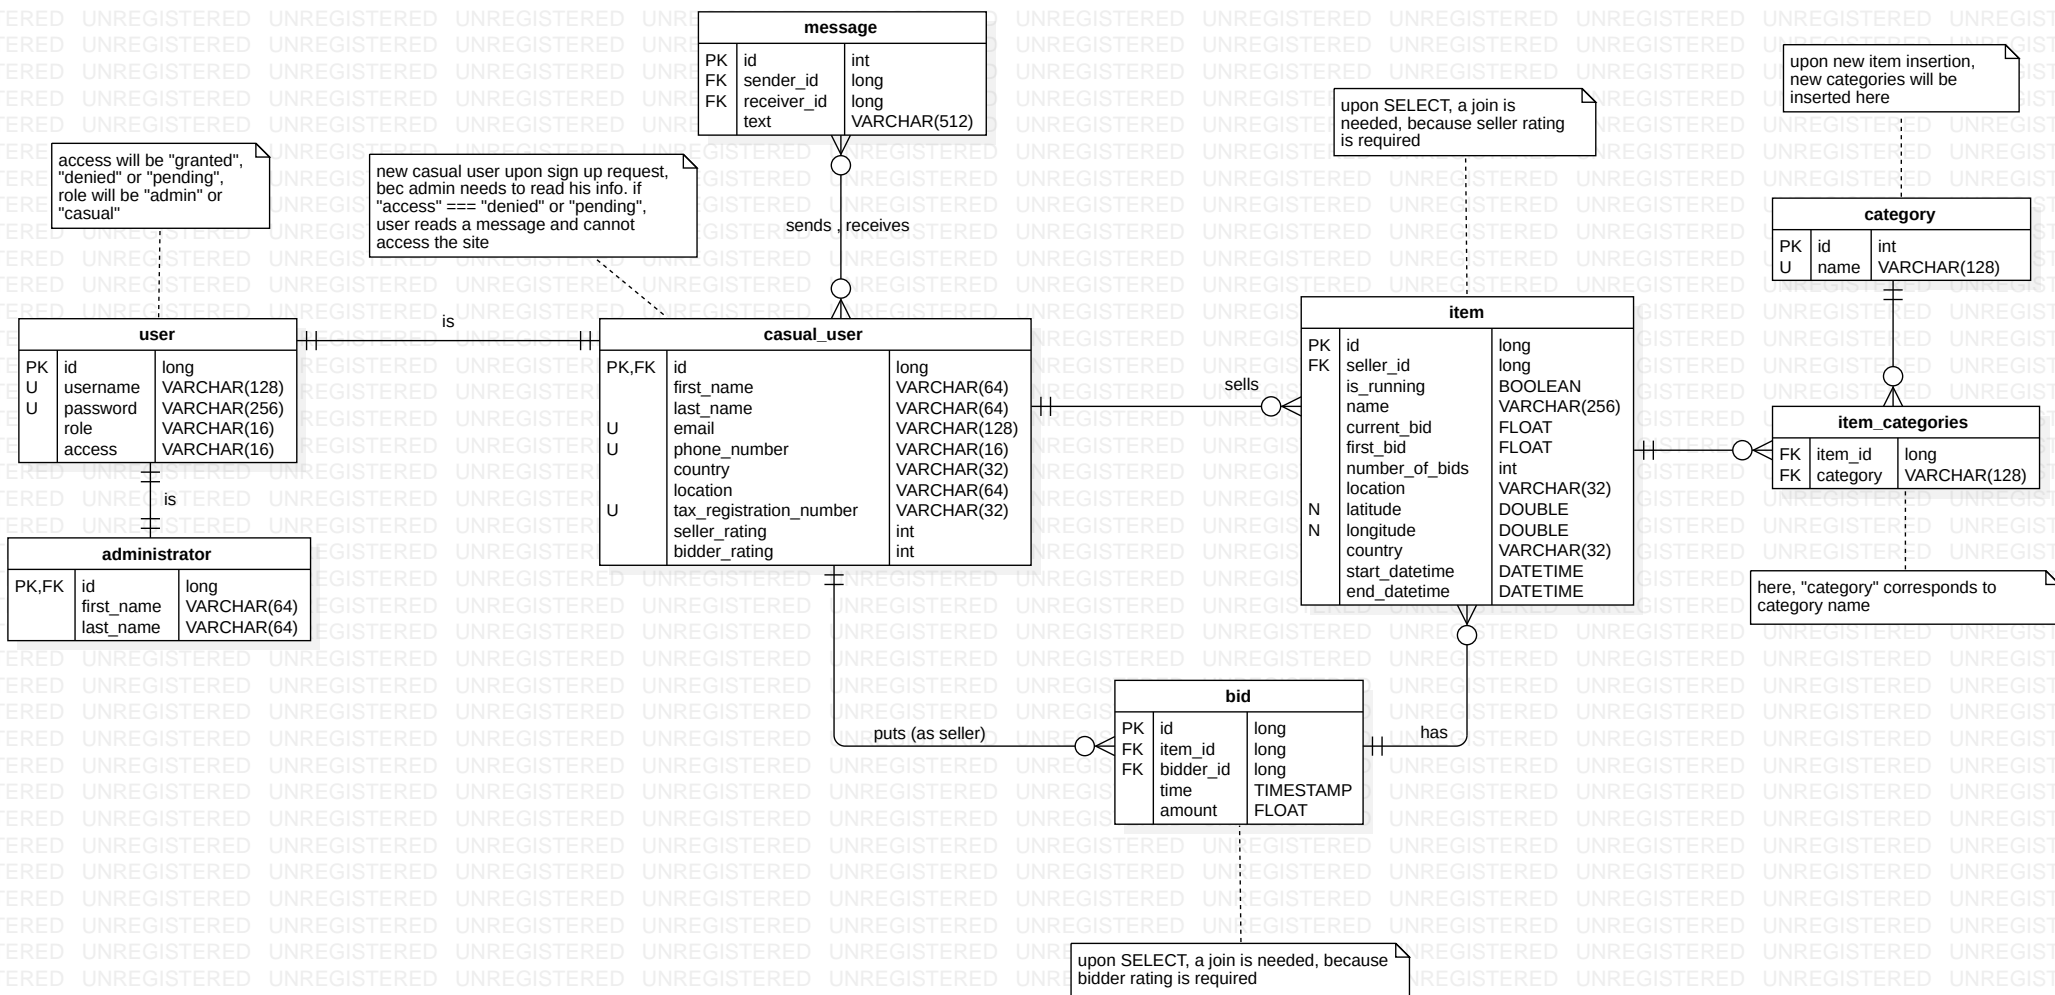 message
PK id int
FK sender_id long
FK receiver_id long
text VARCHAR(512)
upon new item insertion,
new categories will be
inserted here
upon SELECT, a join is
needed, because seller rating
is required
access will be "granted",
"denied" or "pending",
role will be "admin" or
"casual"
new casual user upon sign up request,
bec admin needs to read his info. if
"access" === "denied" or "pending",
user reads a message and cannot
access the site
sends , receives
category
PK id int
U name VARCHAR(128)
user
PK id long
U username VARCHAR(128)
U password VARCHAR(256)
role VARCHAR(16)
access VARCHAR(16)
is
casual_user
PK,FK id long
first_name VARCHAR(64)
last_name VARCHAR(64)
U email VARCHAR(128)
U phone_number VARCHAR(16)
country VARCHAR(32)
location VARCHAR(64)
U tax_registration_number VARCHAR(32)
seller_rating int
bidder_rating int
sells
item
PK id long
FK seller_id long
is_running BOOLEAN
name VARCHAR(256)
current_bid FLOAT
first_bid FLOAT
number_of_bids int
location VARCHAR(32)
N latitude DOUBLE
N longitude DOUBLE
country VARCHAR(32)
start_datetime DATETIME
end_datetime DATETIME
item_categories
FK item_id long
FK category VARCHAR(128)
is
administrator
PK,FK id long
first_name VARCHAR(64)
last_name VARCHAR(64)
here, "category" corresponds to
category name
puts (as seller)
bid
PK id long
FK item_id long
FK bidder_id long
time TIMESTAMP
amount FLOAT
has
upon SELECT, a join is needed, because
bidder rating is required
UNREGISTERED